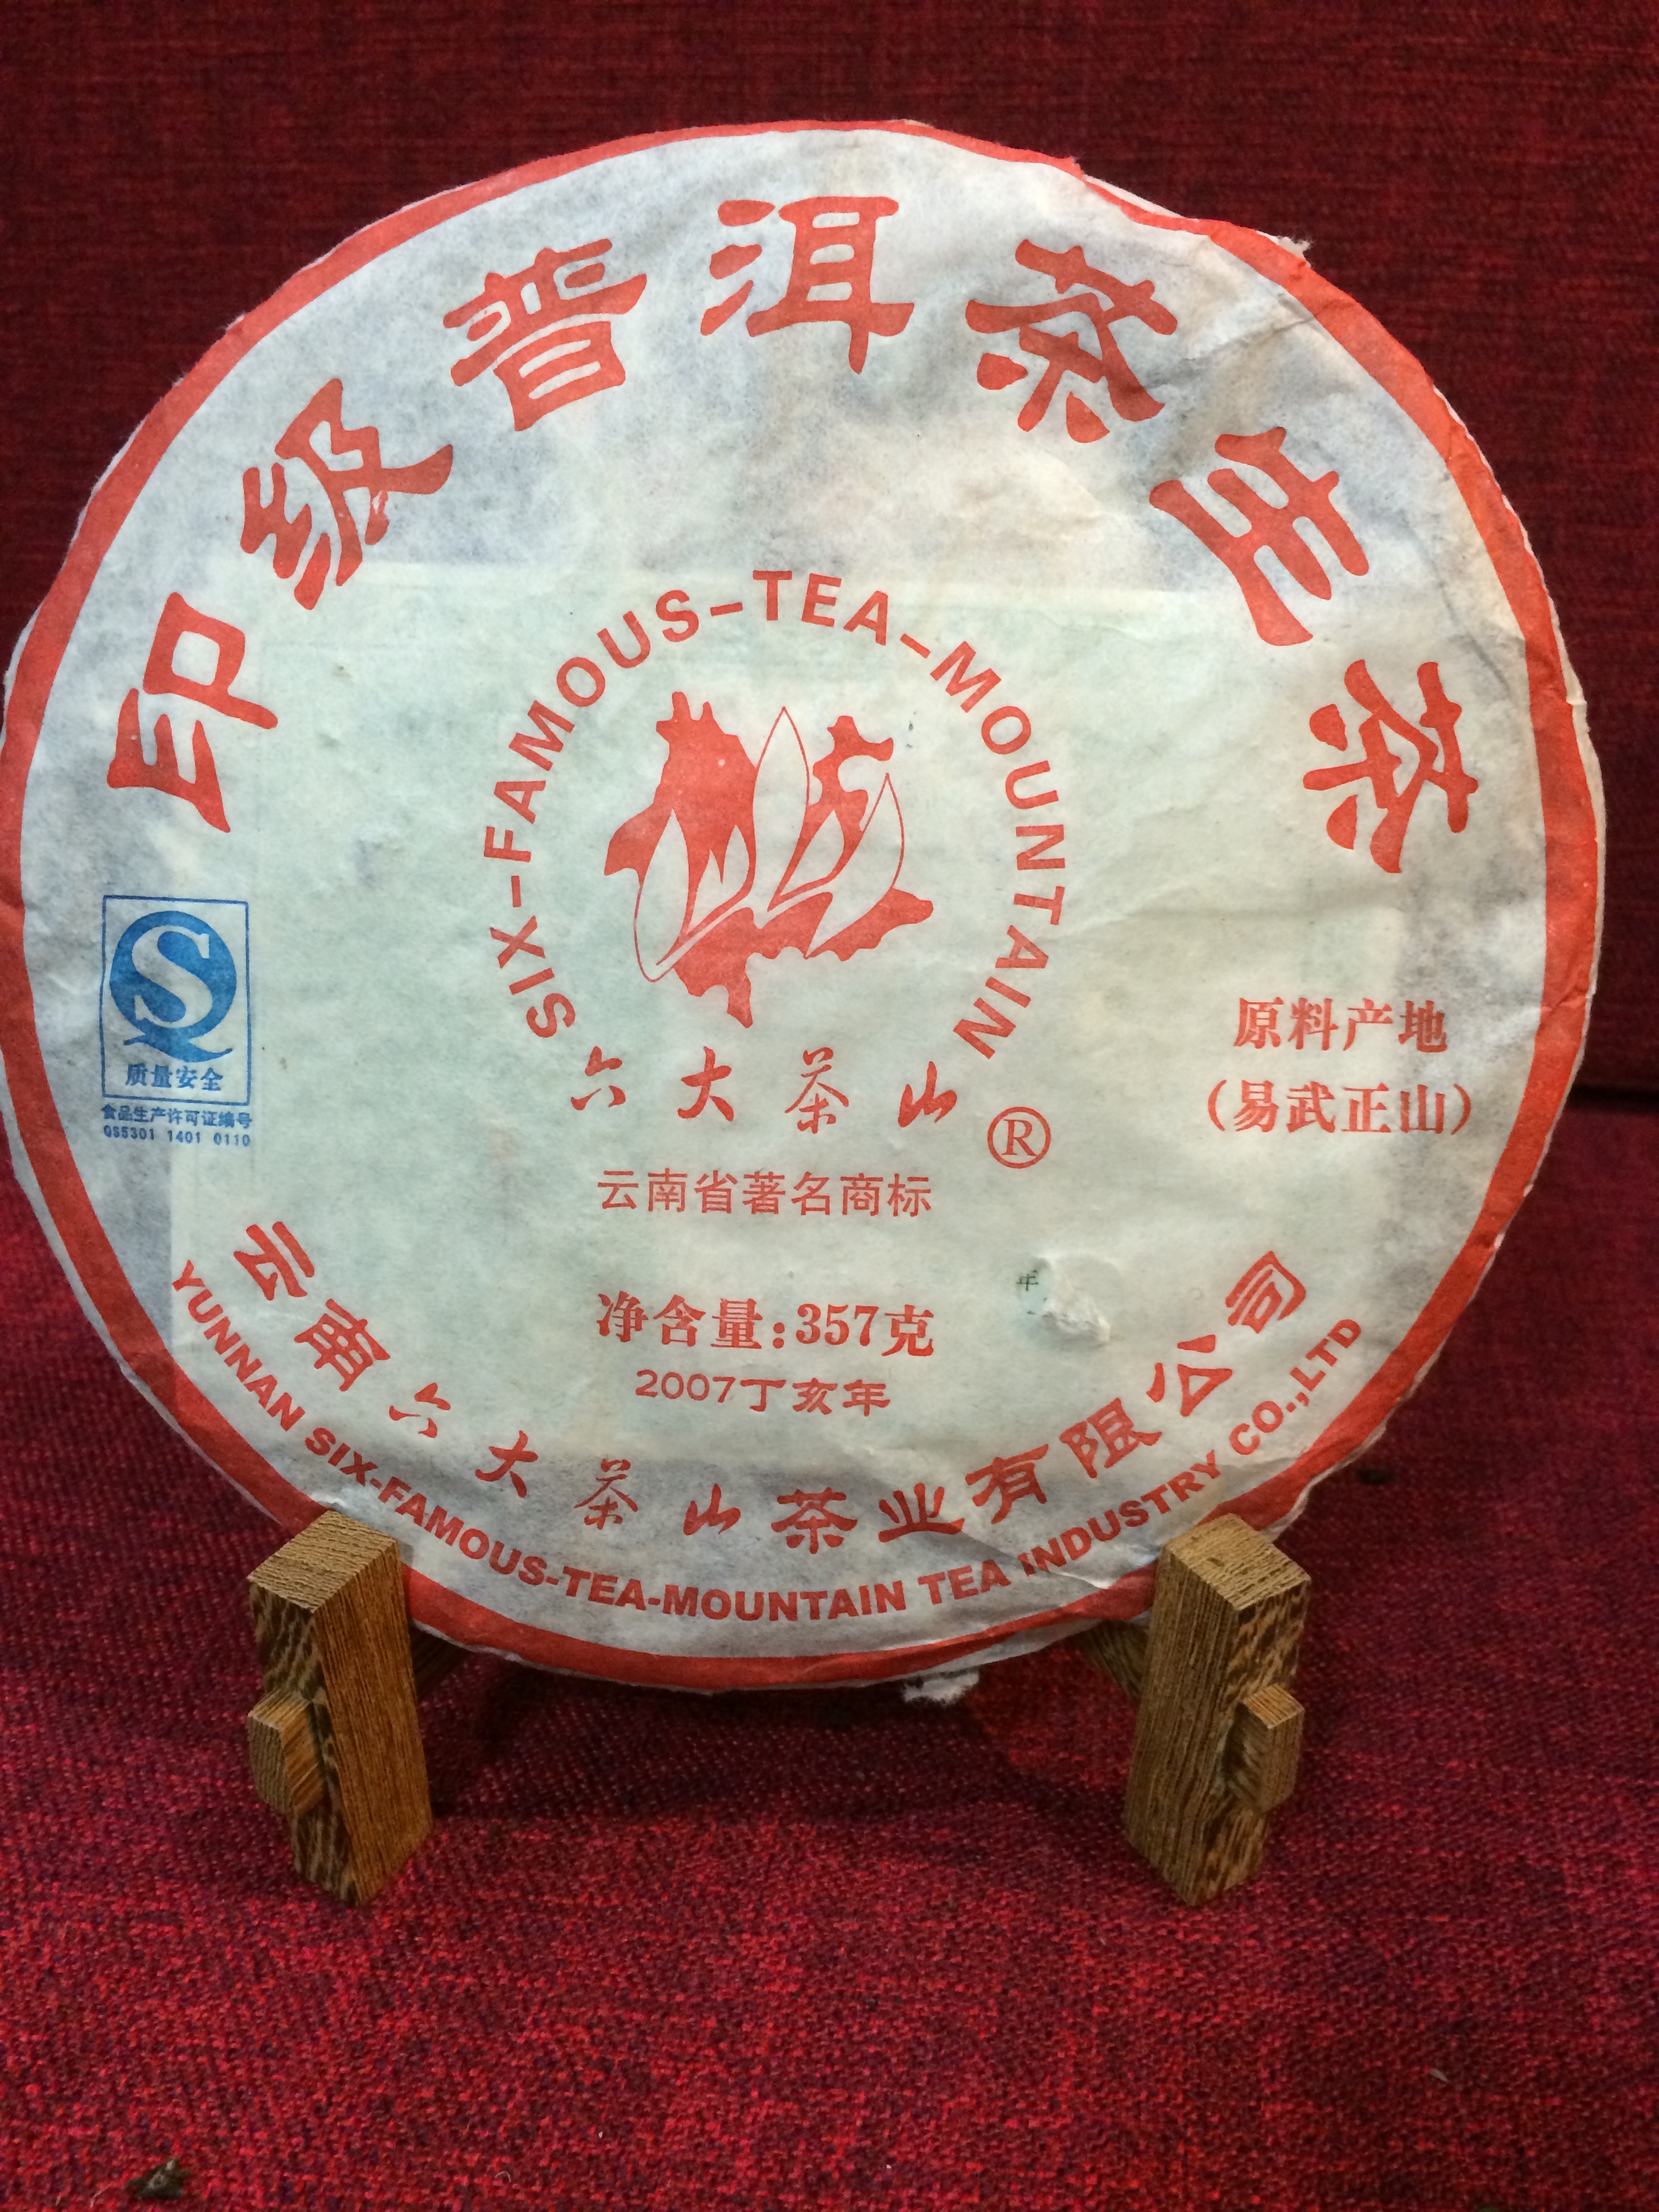 印级普洱茶生茶
SIX-FAMOUS-TEA-MOUNTAIN
六大茶山®
云南省著名商标
质量安全
食品生产许可证编号
QS5301 1401 0110
原料产地
（易武正山）
净含量:357克
2007丁亥年
年
云南六大茶山茶业有限公司
YUNNAN SIX-FAMOUS-TEA-MOUNTAIN TEA INDUSTRY CO.,LTD